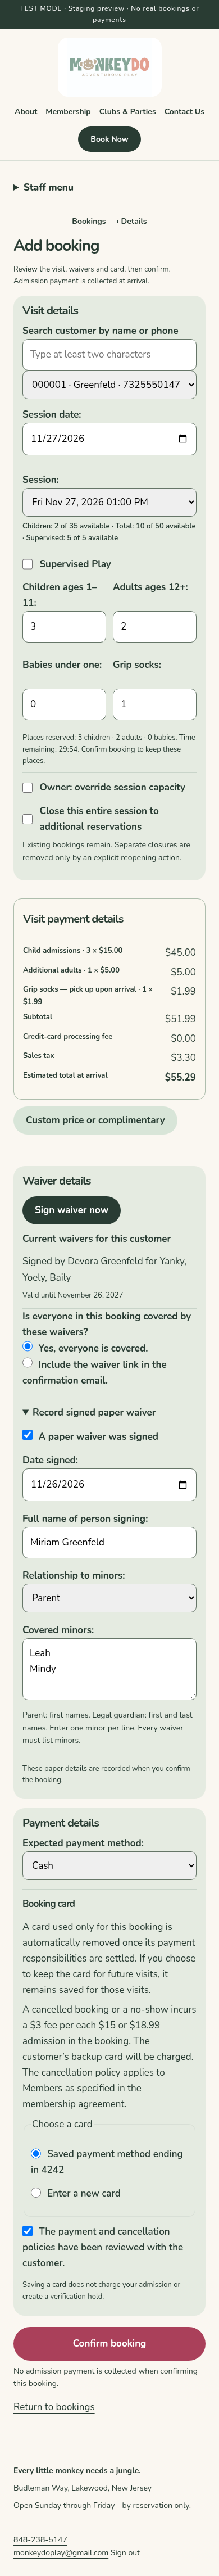 TEST MODE · Staging preview · No real bookings or
payments
MONKEYDO
ADVENTUROUS PLAY
About Membership Clubs & Parties Contact Us
Book Now
▶ Staff menu
Bookings › Details
Add booking
Review the visit, waivers and card, then confirm.
Admission payment is collected at arrival.
Visit details
Search customer by name or phone
Type at least two characters
000001 · Greenfeld · 7325550147
Session date:
11/27/2026
Session:
Fri Nov 27, 2026 01:00 PM
Children: 2 of 35 available · Total: 10 of 50 available
· Supervised: 5 of 5 available
Supervised Play
Children ages 1–
11:
Adults ages 12+:
3
2
Babies under one:
Grip socks:
0
1
Places reserved: 3 children · 2 adults · 0 babies. Time
remaining: 29:54. Confirm booking to keep these
places.
Owner: override session capacity
Close this entire session to
additional reservations
Existing bookings remain. Separate closures are
removed only by an explicit reopening action.
Visit payment details
Child admissions · 3 × $15.00 $45.00
Additional adults · 1 × $5.00 $5.00
Grip socks — pick up upon arrival · 1 × $1.99
$1.99
Subtotal $51.99
Credit-card processing fee $0.00
Sales tax $3.30
Estimated total at arrival $55.29
Custom price or complimentary
Waiver details
Sign waiver now
Current waivers for this customer
Signed by Devora Greenfeld for Yanky,
Yoely, Baily
Valid until November 26, 2027
Is everyone in this booking covered by
these waivers?
Yes, everyone is covered.
Include the waiver link in the
confirmation email.
▼ Record signed paper waiver
A paper waiver was signed
Date signed:
11/26/2026
Full name of person signing:
Miriam Greenfeld
Relationship to minors:
Parent
Covered minors:
Leah
Mindy
Parent: first names. Legal guardian: first and last
names. Enter one minor per line. Every waiver
must list minors.
These paper details are recorded when you confirm
the booking.
Payment details
Expected payment method:
Cash
Booking card
A card used only for this booking is
automatically removed once its payment
responsibilities are settled. If you choose
to keep the card for future visits, it
remains saved for those visits.
A cancelled booking or a no-show incurs
a $3 fee per each $15 or $18.99
admission in the booking. The
customer's backup card will be charged.
The cancellation policy applies to
Members as specified in the
membership agreement.
Choose a card
Saved payment method ending
in 4242
Enter a new card
The payment and cancellation
policies have been reviewed with the
customer.
Saving a card does not charge your admission or
create a verification hold.
Confirm booking
No admission payment is collected when confirming
this booking.
Return to bookings
Every little monkey needs a jungle.
Budleman Way, Lakewood, New Jersey
Open Sunday through Friday - by reservation only.
848-238-5147
monkeydoplay@gmail.com Sign out